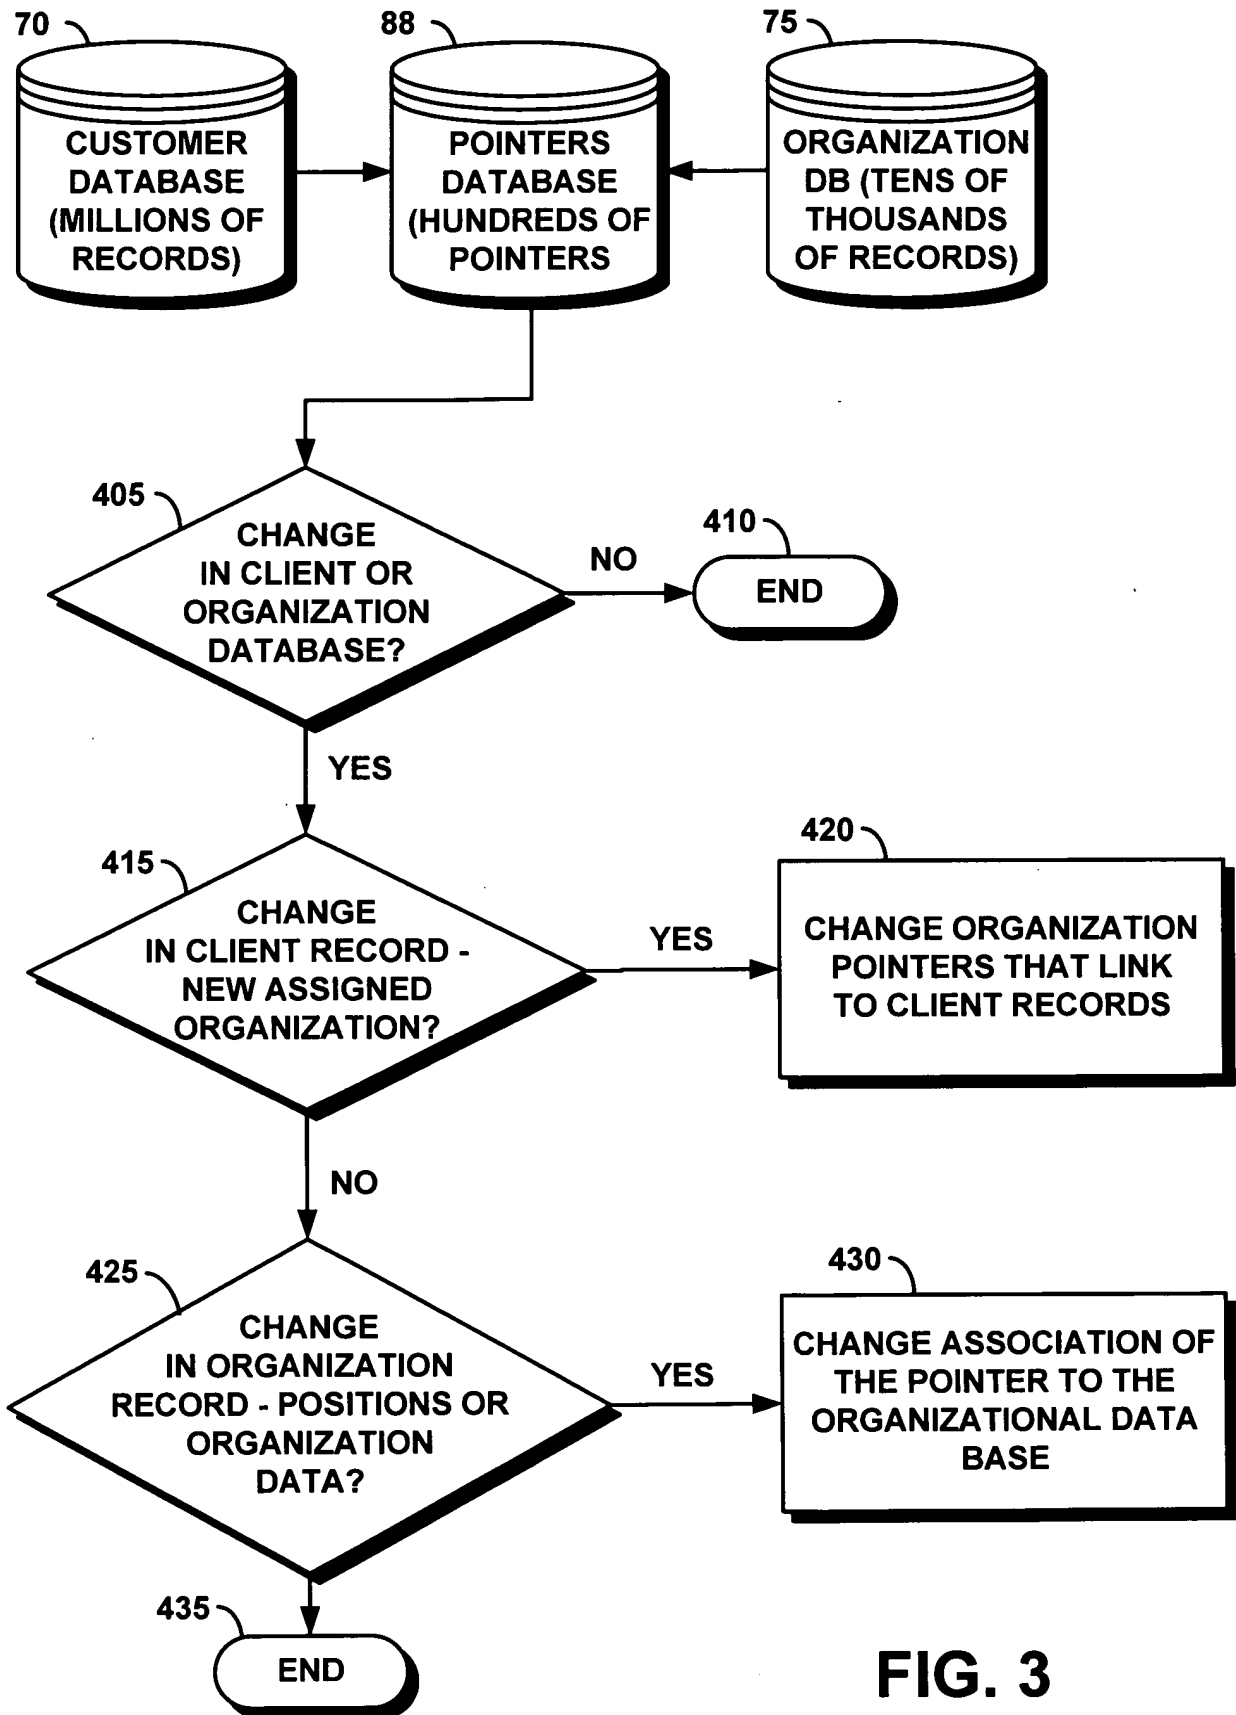 70
88
75
CUSTOMER
DATABASE
(MILLIONS OF
RECORDS)
POINTERS
DATABASE
(HUNDREDS OF
POINTERS
ORGANIZATION
DB (TENS OF
THOUSANDS
OF RECORDS)
405
CHANGE
IN CLIENT OR
ORGANIZATION
DATABASE?
NO
410
END
YES
415
CHANGE
IN CLIENT RECORD -
NEW ASSIGNED
ORGANIZATION?
YES
420
CHANGE ORGANIZATION
POINTERS THAT LINK
TO CLIENT RECORDS
NO
425
CHANGE
IN ORGANIZATION
RECORD - POSITIONS OR
ORGANIZATION
DATA?
YES
430
CHANGE ASSOCIATION OF
THE POINTER TO THE
ORGANIZATIONAL DATA
BASE
435
END
FIG. 3